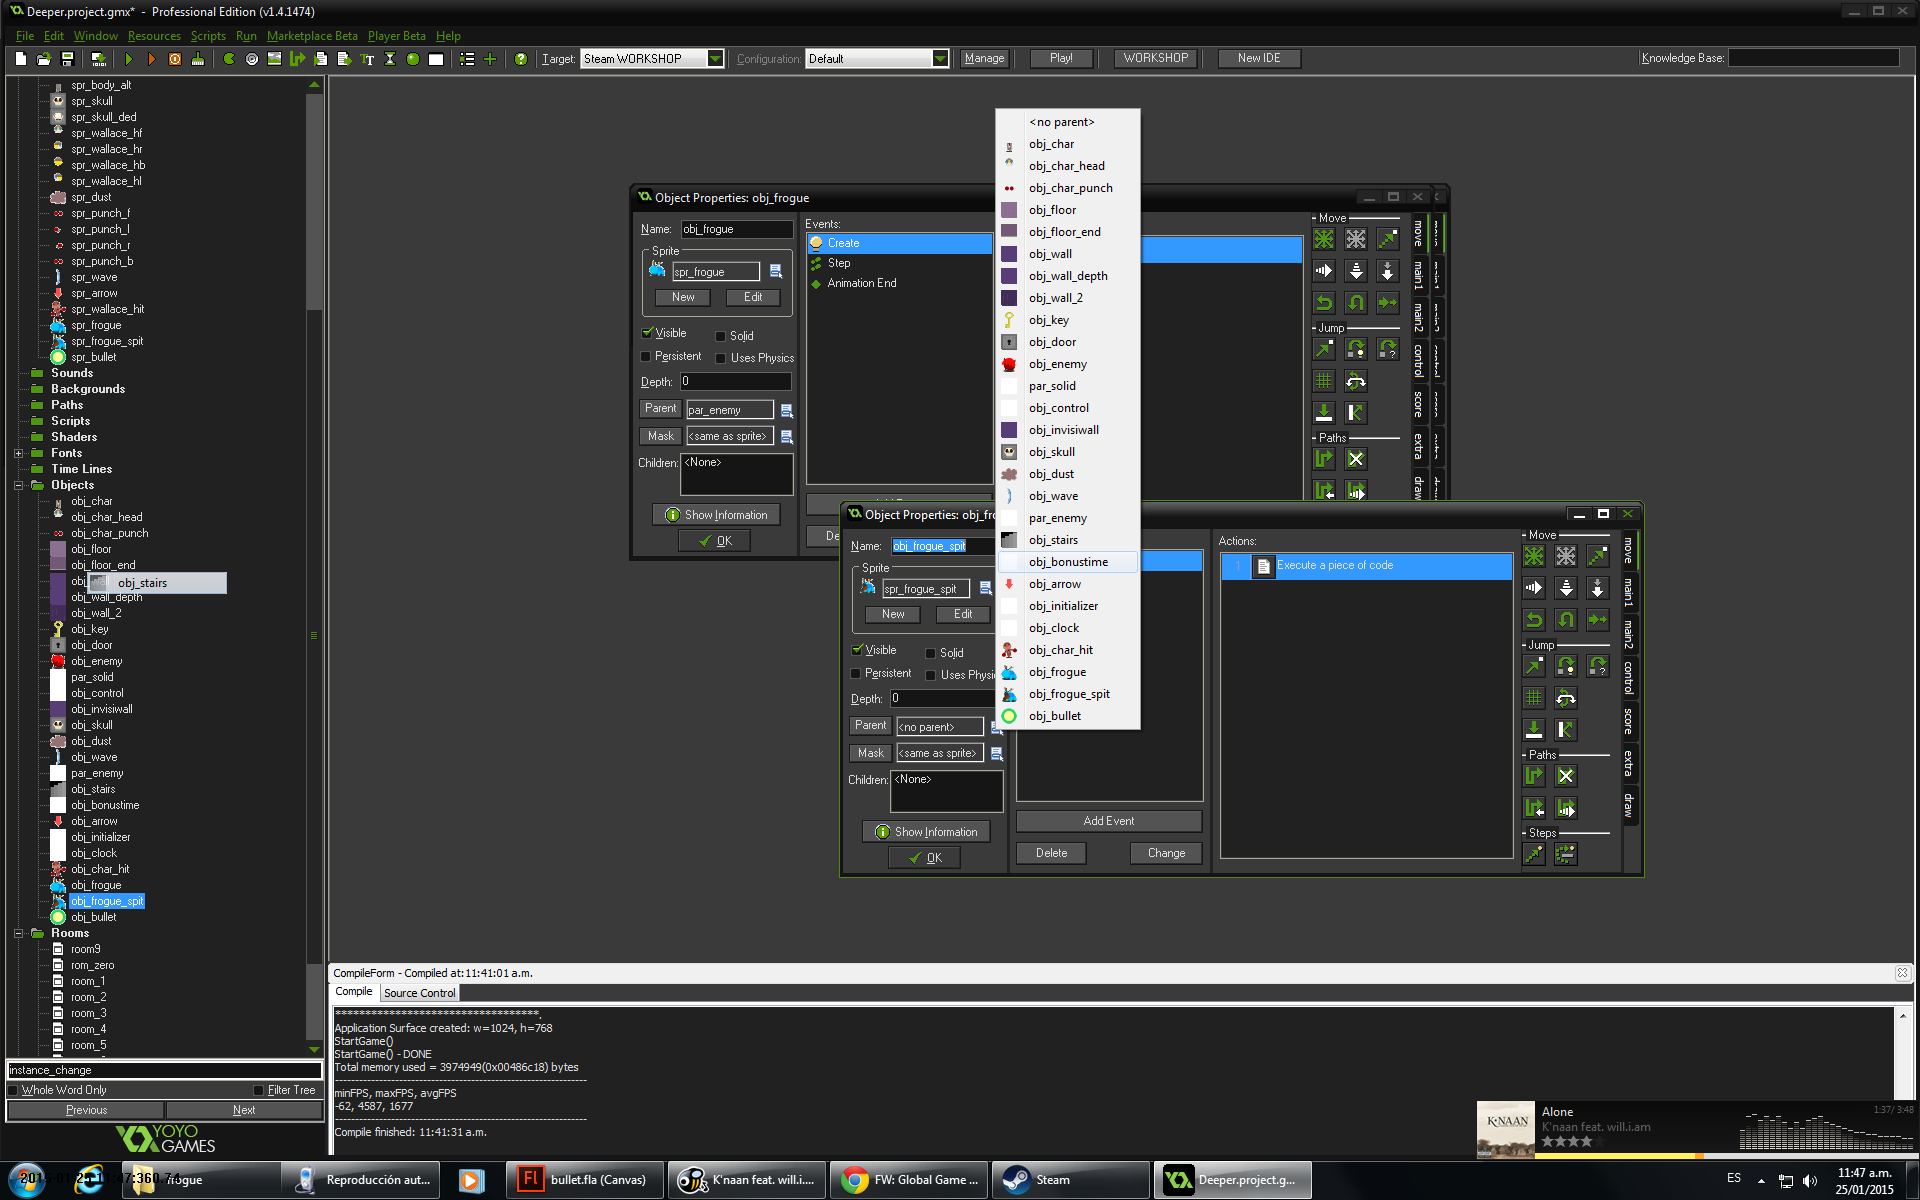 Deeper.project.gmx* - Professional Edition (v1.4.1474)
File Edit Window Resources Scripts Run Marketplace Beta Player Beta Help
Target: Steam WORKSHOP Configuration: Default Manage Play! WORKSHOP New IDE Knowledge Base:
spr_body_alt
spr_skull
spr_skull_ded
spr_wallace_hf
spr_wallace_hr
spr_wallace_hb
spr_wallace_hl
spr_dust
spr_punch_f
spr_punch_l
spr_punch_r
spr_punch_b
spr_wave
spr_arrow
spr_wallace_hit
spr_frogue
spr_frogue_spit
spr_bullet
Sounds
Backgrounds
Paths
Scripts
Shaders
Fonts
Time Lines
Objects
obj_char
obj_char_head
obj_char_punch
obj_floor
obj_floor_end
obj_stairs
obj_wall_depth
obj_wall_2
obj_key
obj_door
obj_enemy
par_solid
obj_control
obj_invisiwall
obj_skull
obj_dust
obj_wave
par_enemy
obj_stairs
obj_bonustime
obj_arrow
obj_initializer
obj_clock
obj_char_hit
obj_frogue
obj_frogue_spit
obj_bullet
Rooms
room9
rom_zero
room_1
room_2
room_3
room_4
room_5
instance_change
Whole Word Only Filter Tree
Previous Next
YOYO GAMES
Object Properties: obj_frogue
Name: obj_frogue
Sprite
spr_frogue
New Edit
Visible Solid
Persistent Uses Physics
Depth: 0
Parent par_enemy
Mask <same as sprite>
Children: <None>
Show Information
OK
Events:
Create
Step
Animation End
Move
Jump
Paths
move
main1
main2
control
score
extra
draw
<no parent>
obj_char
obj_char_head
obj_char_punch
obj_floor
obj_floor_end
obj_wall
obj_wall_depth
obj_wall_2
obj_key
obj_door
obj_enemy
par_solid
obj_control
obj_invisiwall
obj_skull
obj_dust
obj_wave
par_enemy
obj_stairs
obj_bonustime
obj_arrow
obj_initializer
obj_clock
obj_char_hit
obj_frogue
obj_frogue_spit
obj_bullet
Object Properties: obj_fro
Name: obj_frogue_spit
Sprite
spr_frogue_spit
New Edit
Visible Solid
Persistent Uses Physi
Depth: 0
Parent <no parent>
Mask <same as sprite>
Children: <None>
Show Information
OK
Add Event
Delete Change
Actions:
1 Execute a piece of code
Move
Jump
Paths
Steps
move
main1
main2
control
score
extra
draw
CompileForm - Compiled at:11:41:01 a.m.
Compile Source Control
***********************************.
Application Surface created: w=1024, h=768
StartGame()
StartGame() - DONE
Total memory used = 3974949(0x00486c18) bytes
minFPS, maxFPS, avgFPS
-62, 4587, 1677
Compile finished: 11:41:31 a.m.
K'NAAN
Alone
K'naan feat. will.i.am
1:37/ 3:48
frogue
Reproducción aut...
bullet.fla (Canvas)
K'naan feat. will.i....
FW: Global Game ...
Steam
Deeper.project.g...
ES
11:47 a.m.
25/01/2015